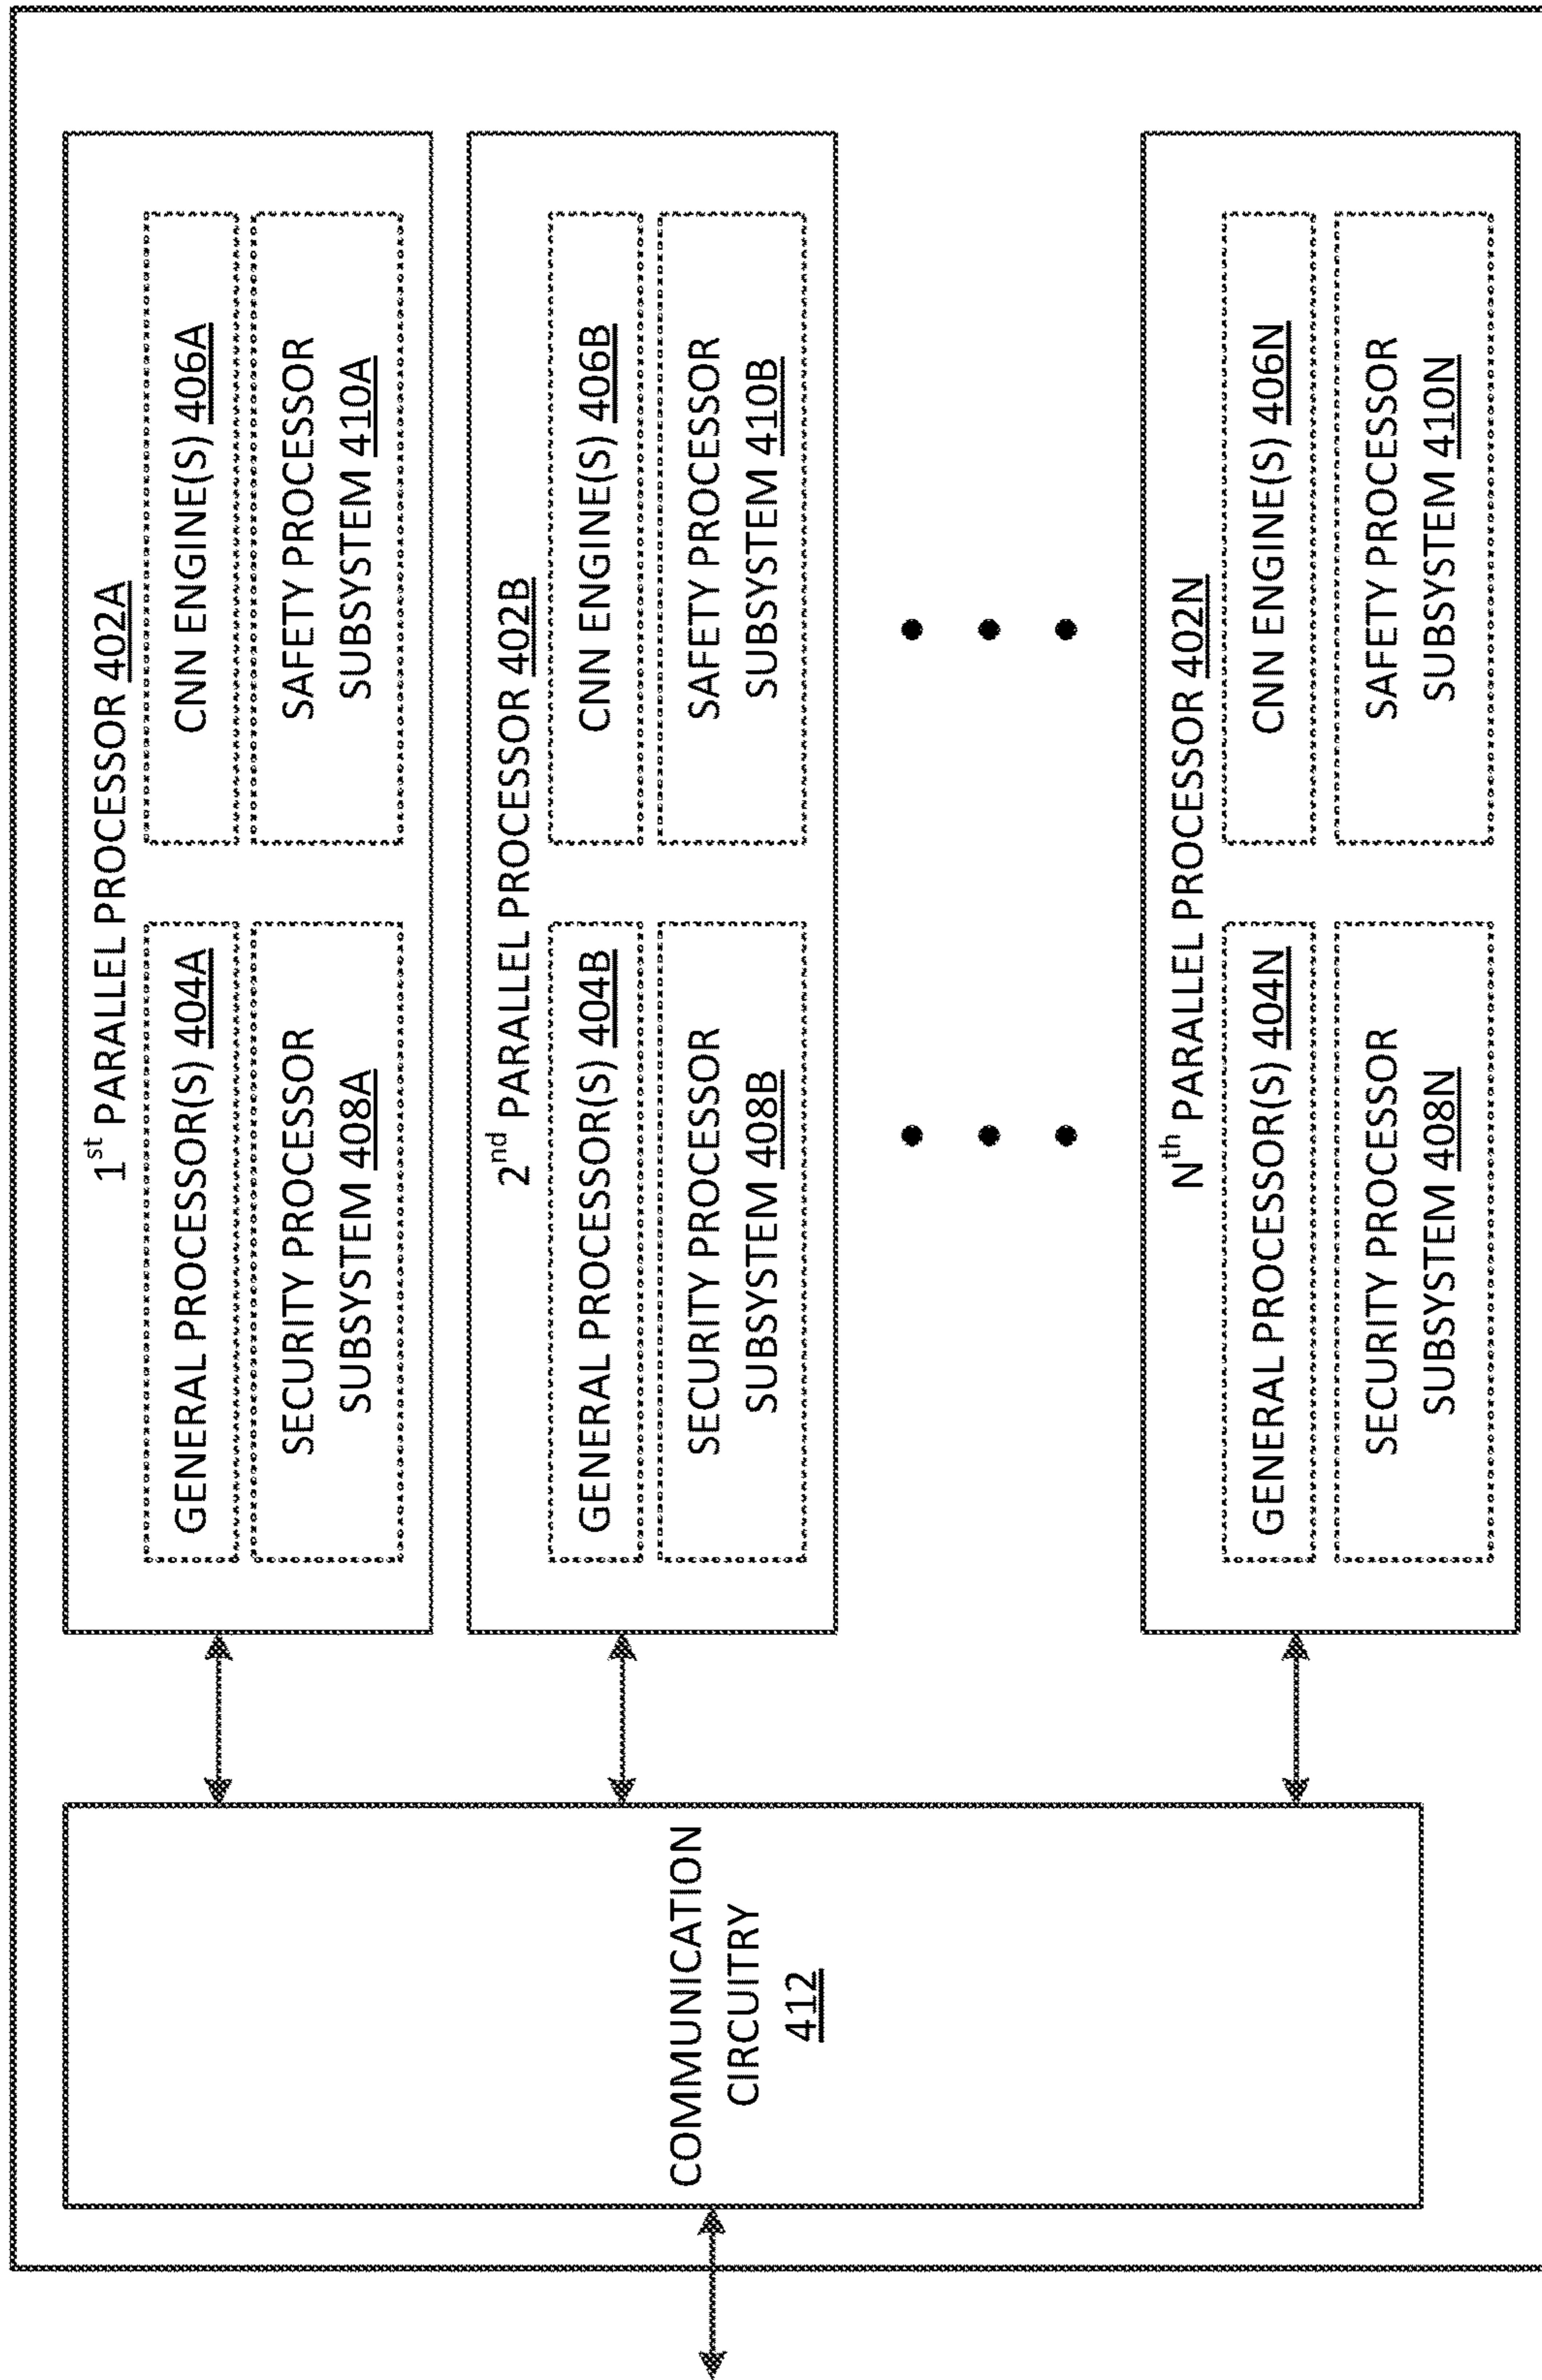 COMMUNICATION
CIRCUITRY
412
1st PARALLEL PROCESSOR 402A
GENERAL PROCESSOR(S) 404A
CNN ENGINE(S) 406A
SECURITY PROCESSOR
SUBSYSTEM 408A
SAFETY PROCESSOR
SUBSYSTEM 410A
2nd PARALLEL PROCESSOR 402B
GENERAL PROCESSOR(S) 404B
CNN ENGINE(S) 406B
SECURITY PROCESSOR
SUBSYSTEM 408B
SAFETY PROCESSOR
SUBSYSTEM 410B
Nth PARALLEL PROCESSOR 402N
GENERAL PROCESSOR(S) 404N
CNN ENGINE(S) 406N
SECURITY PROCESSOR
SUBSYSTEM 408N
SAFETY PROCESSOR
SUBSYSTEM 410N